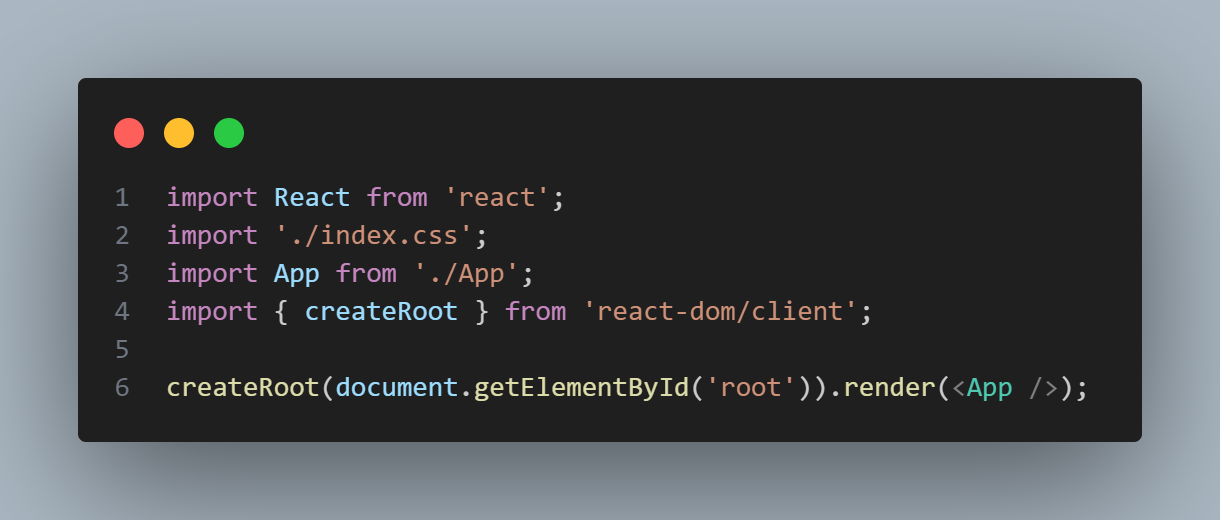 1 import React from 'react';
2 import './index.css';
3 import App from './App';
4 import { createRoot } from 'react-dom/client';
5
6 createRoot(document.getElementById('root')).render(<App />);